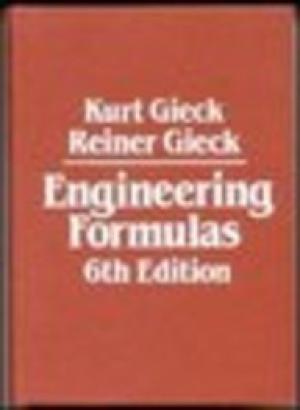 Kurt Gieck
Reiner Gieck
Engineering
Formulas
6th Edition